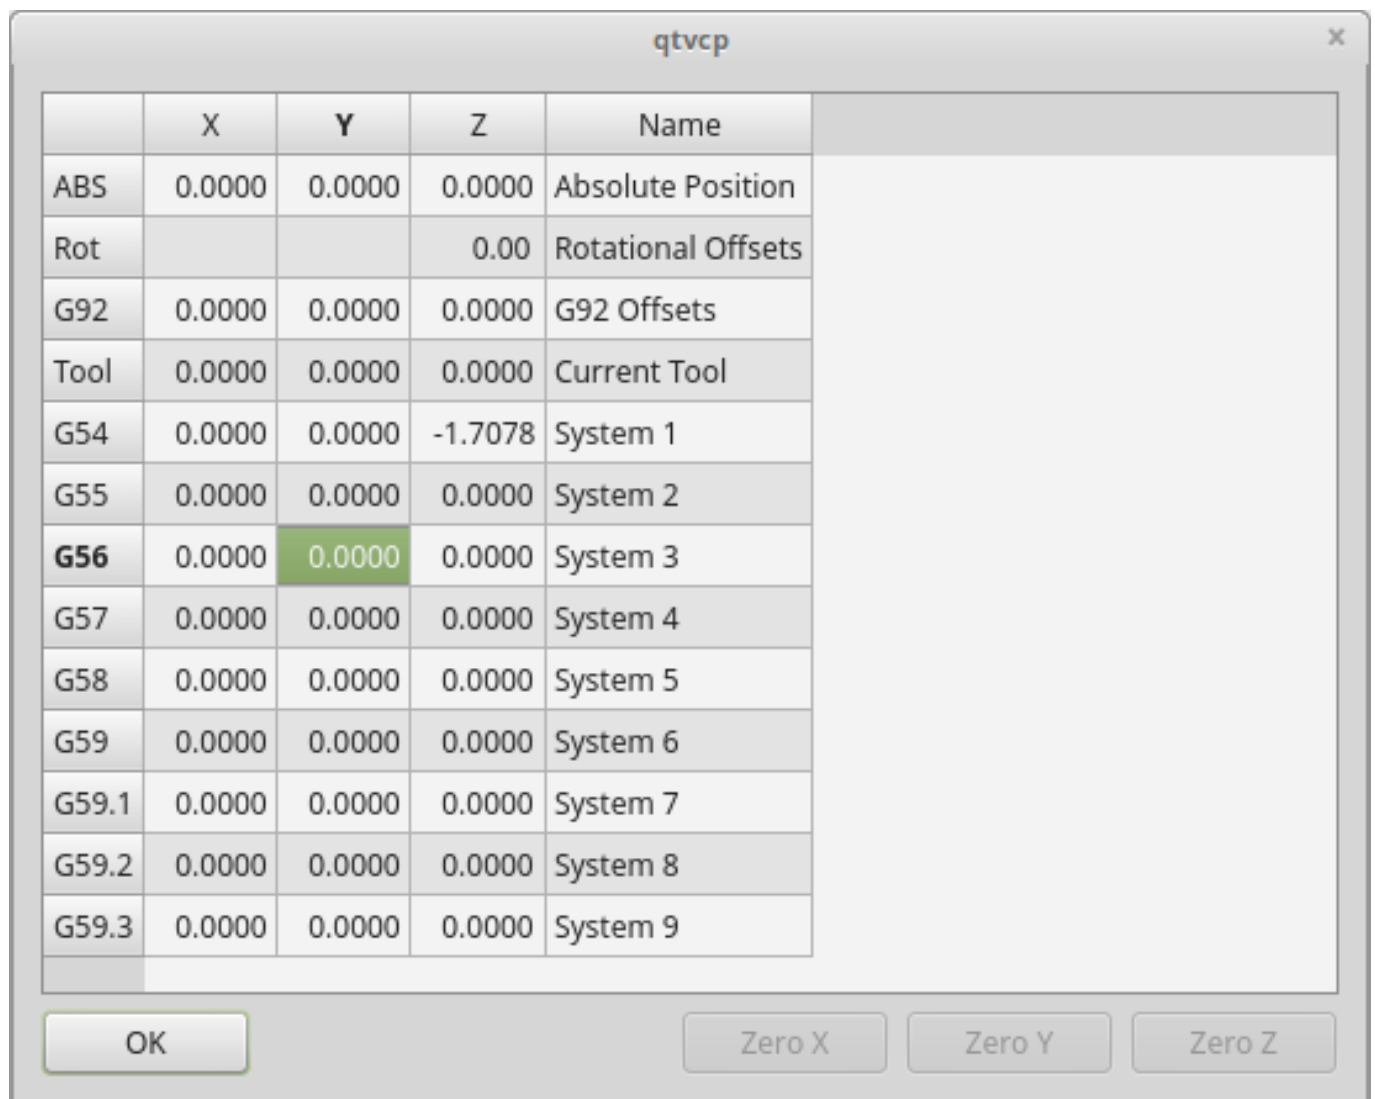 qtvcp ×
X Y Z Name
ABS 0.0000 0.0000 0.0000 Absolute Position
Rot 0.00 Rotational Offsets
G92 0.0000 0.0000 0.0000 G92 Offsets
Tool 0.0000 0.0000 0.0000 Current Tool
G54 0.0000 0.0000 -1.7078 System 1
G55 0.0000 0.0000 0.0000 System 2
G56 0.0000 0.0000 0.0000 System 3
G57 0.0000 0.0000 0.0000 System 4
G58 0.0000 0.0000 0.0000 System 5
G59 0.0000 0.0000 0.0000 System 6
G59.1 0.0000 0.0000 0.0000 System 7
G59.2 0.0000 0.0000 0.0000 System 8
G59.3 0.0000 0.0000 0.0000 System 9
OK Zero X Zero Y Zero Z